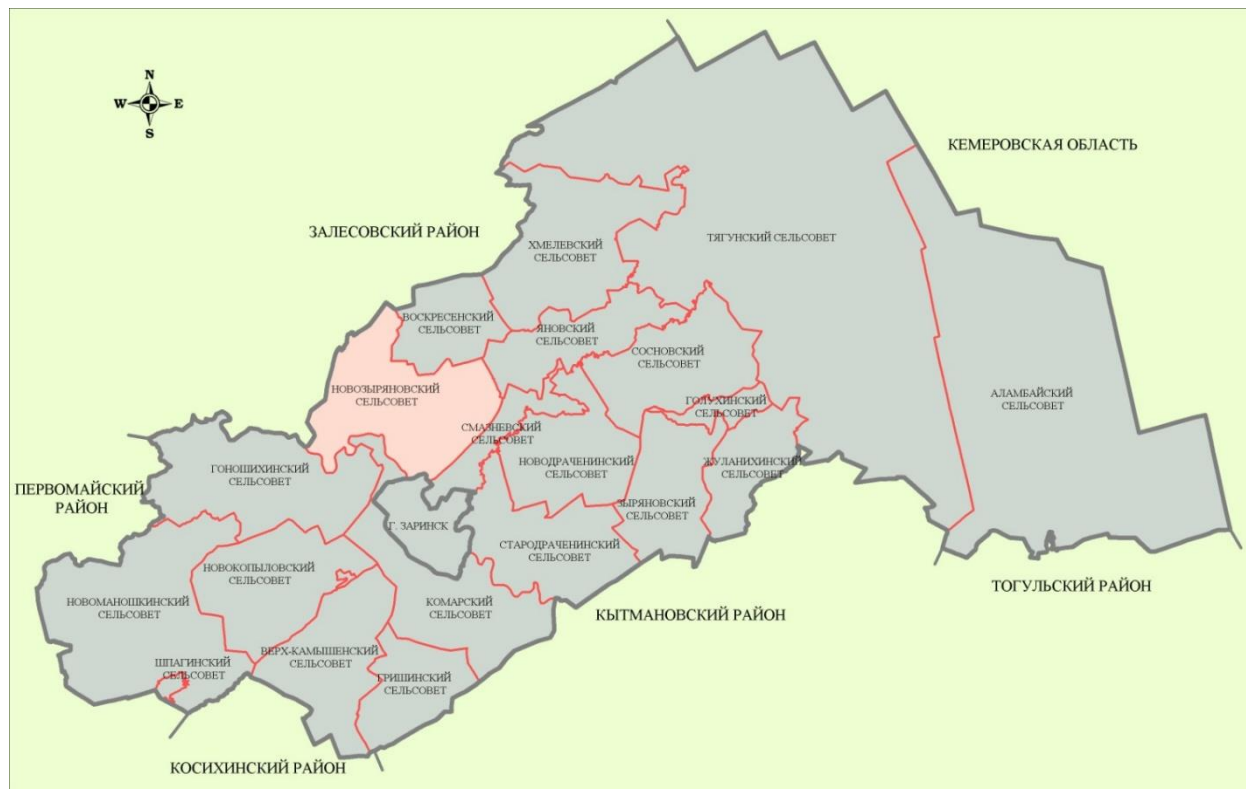 N
W E
S
КЕМЕРОВСКАЯ ОБЛАСТЬ
ЗАЛЕСОВСКИЙ РАЙОН
ТЯГУНСКИЙ СЕЛЬСОВЕТ
ХМЕЛЕВСКИЙ
СЕЛЬСОВЕТ
ВОСКРЕСЕНСКИЙ
СЕЛЬСОВЕТ
ЯНОВСКИЙ
СЕЛЬСОВЕТ
СОСНОВСКИЙ
СЕЛЬСОВЕТ
НОВОЗЫРЯНОВСКИЙ
СЕЛЬСОВЕТ
ГОЛУХИНСКИЙ
СЕЛЬСОВЕТ
АЛАМБАЙСКИЙ
СЕЛЬСОВЕТ
СМАЗНЕВСКИЙ
СЕЛЬСОВЕТ
ГОНОШИХИНСКИЙ
СЕЛЬСОВЕТ
НОВОДРАЧЕНИНСКИЙ
СЕЛЬСОВЕТ
ЖУЛАНИХИНСКИЙ
СЕЛЬСОВЕТ
ПЕРВОМАЙСКИЙ
РАЙОН
ЗЫРЯНОВСКИЙ
СЕЛЬСОВЕТ
Г. ЗАРИНСК
СТАРОДРАЧЕНИНСКИЙ
СЕЛЬСОВЕТ
НОВОКОПЫЛОВСКИЙ
СЕЛЬСОВЕТ
ТОГУЛЬСКИЙ РАЙОН
НОВОМАНОШКИНСКИЙ
СЕЛЬСОВЕТ
КОМАРСКИЙ
СЕЛЬСОВЕТ
КЫТМАНОВСКИЙ РАЙОН
ВЕРХ-КАМЫШЕНСКИЙ
СЕЛЬСОВЕТ
ШПАГИНСКИЙ
СЕЛЬСОВЕТ
ГРИШИНСКИЙ
СЕЛЬСОВЕТ
КОСИХИНСКИЙ РАЙОН